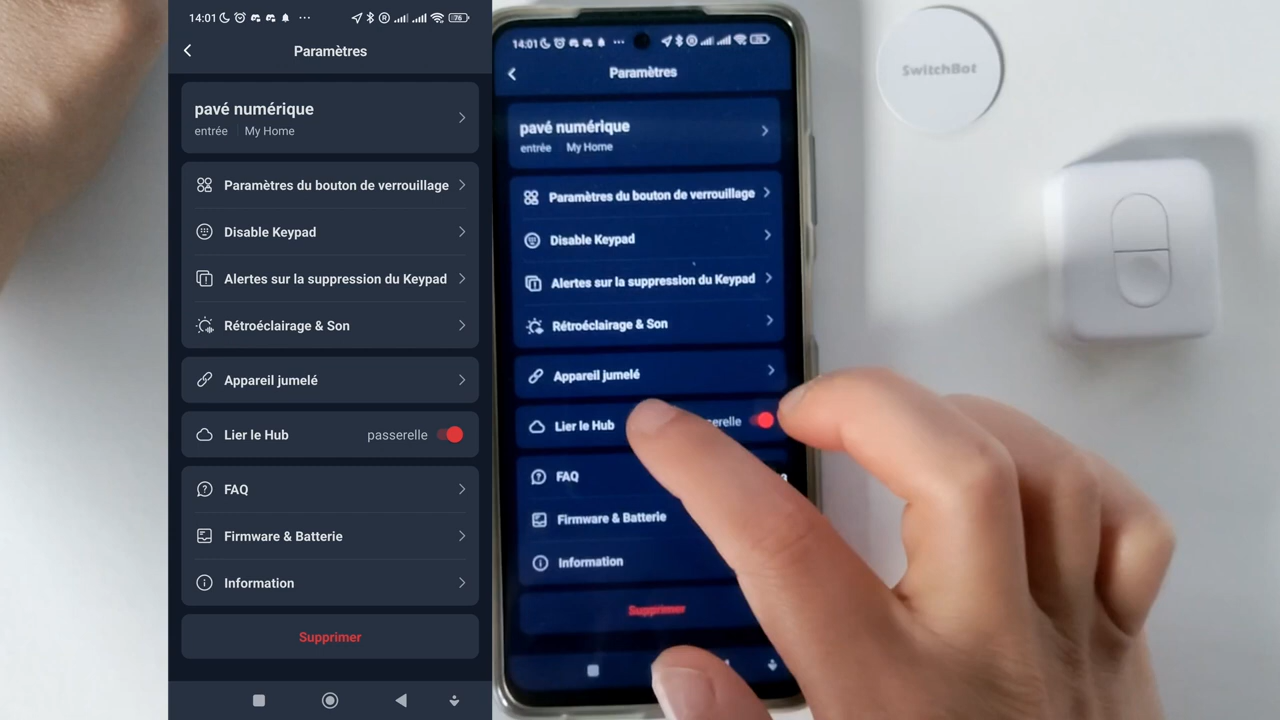 14:01
76
Paramètres
pavé numérique
entrée My Home
Paramètres du bouton de verrouillage
Disable Keypad
Alertes sur la suppression du Keypad
Rétroéclairage & Son
Appareil jumelé
Lier le Hub passerelle
FAQ
Firmware & Batterie
Information
Supprimer
14:01
Paramètres
pavé numérique
entrée My Home
Paramètres du bouton de verrouillage
Disable Keypad
Alertes sur la suppression du Keypad
Rétroéclairage & Son
Appareil jumelé
Lier le Hub serelle
FAQ
Firmware & Batterie
Information
Supprimer
SwitchBot